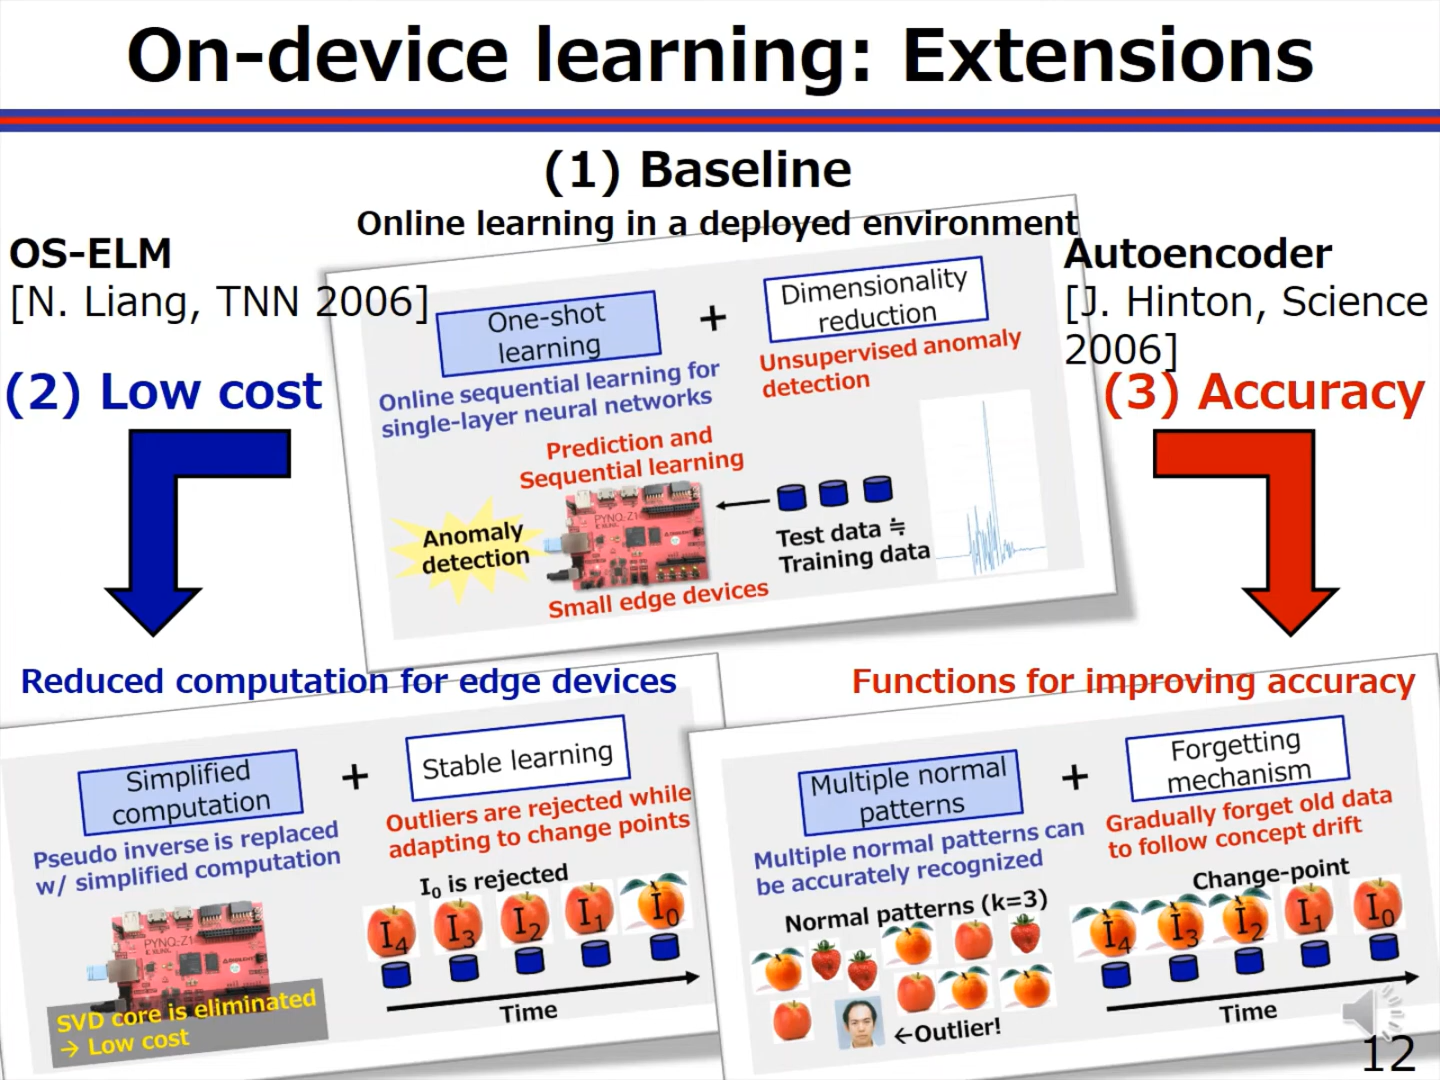 On-device learning: Extensions
(1) Baseline
Online learning in a deployed environment
OS-ELM
[N. Liang, TNN 2006]
Autoencoder
[J. Hinton, Science
2006]
One-shot
learning
+
Dimensionality
reduction
Online sequential learning for
single-layer neural networks
Unsupervised anomaly
detection
Prediction and
Sequential learning
PYNQ-Z1
Anomaly
detection
Test data ≒
Training data
Small edge devices
(2) Low cost
(3) Accuracy
Reduced computation for edge devices
Simplified
computation
+
Stable learning
Pseudo inverse is replaced
w/ simplified computation
Outliers are rejected while
adapting to change points
I0 is rejected
I4 I3 I2 I1 I0
PYNQ-Z1
SVD core is eliminated
→ Low cost
Time
Functions for improving accuracy
Multiple normal
patterns
+
Forgetting
mechanism
Multiple normal patterns can
be accurately recognized
Gradually forget old data
to follow concept drift
Normal patterns (k=3)
←Outlier!
Change-point
I4 I3 I2 I1 I0
Time
12